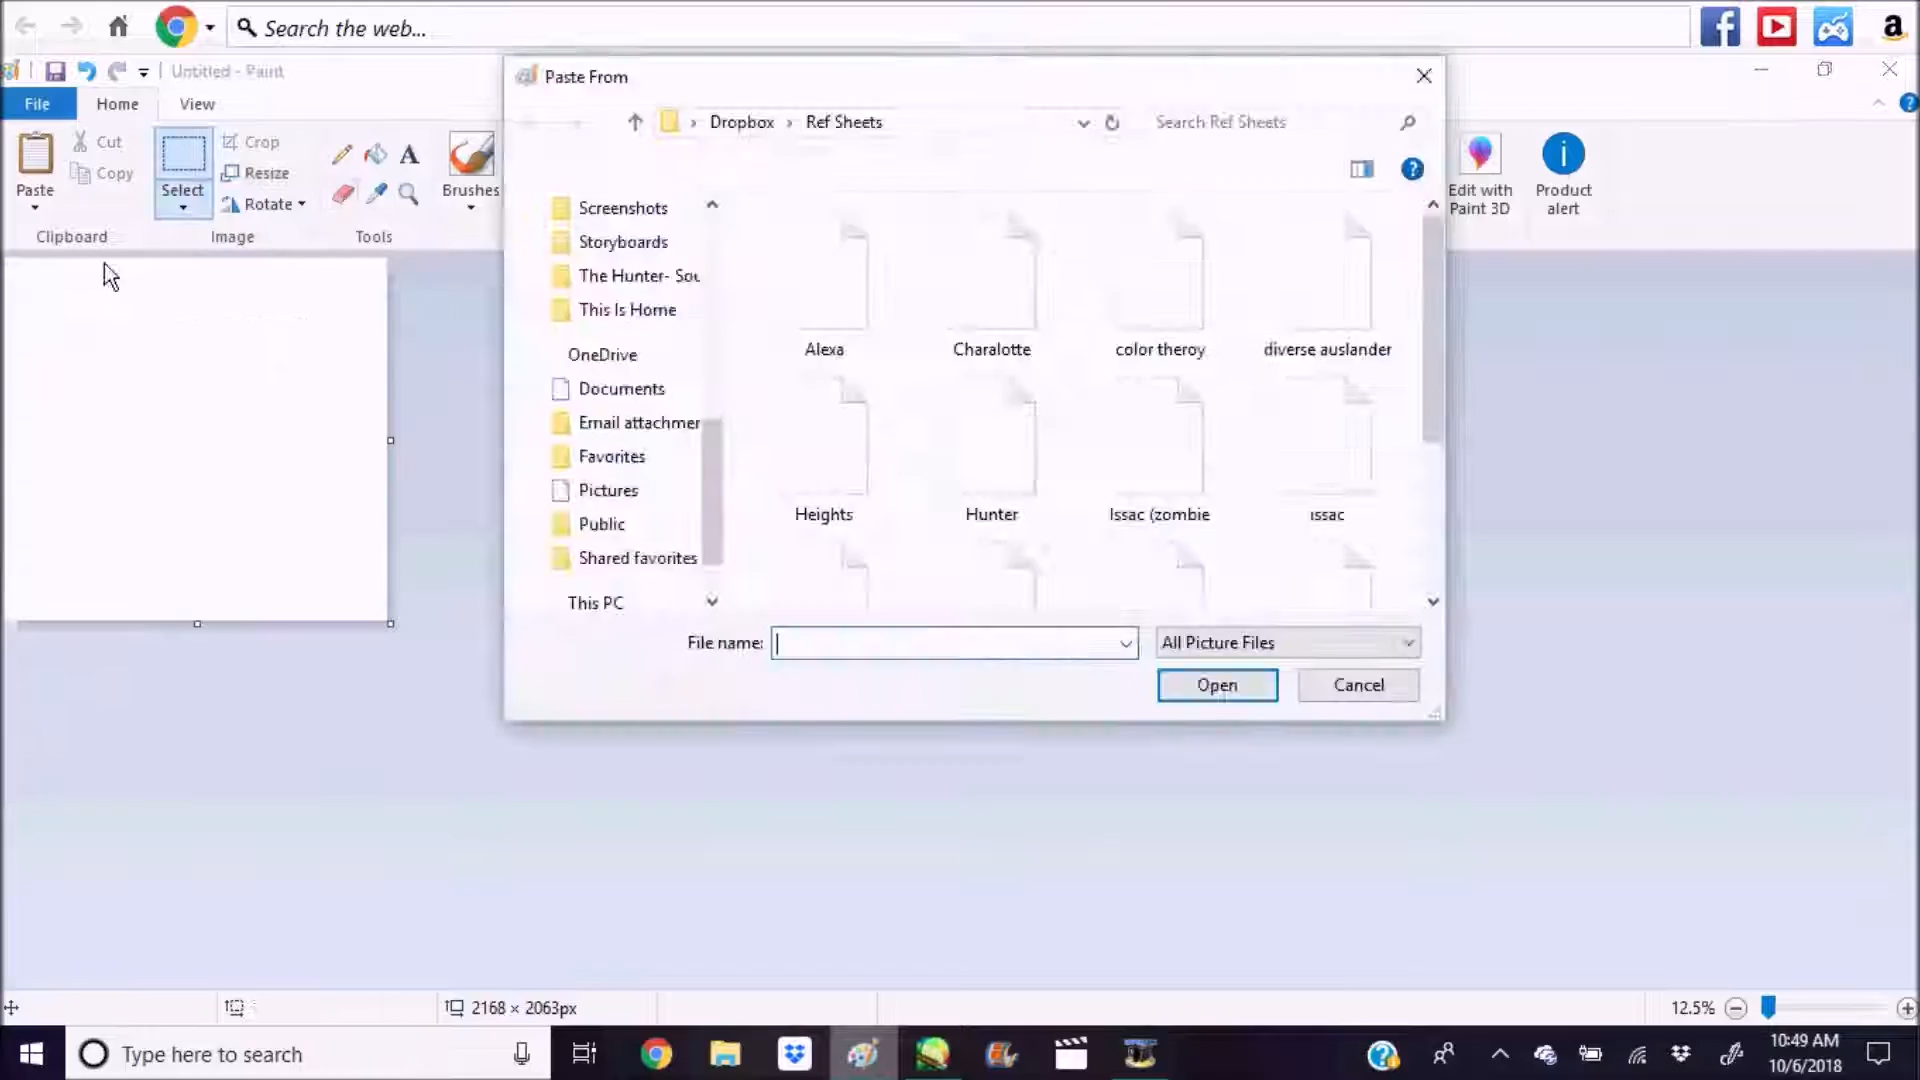 Search the web...
a
Untitled - Paint
File
Home
View
Paste
Cut
Copy
Clipboard
Select
Crop
Resize
Rotate
Image
A
Tools
Brushes
Edit with
Paint 3D
Product
alert
Paste From
Dropbox › Ref Sheets
Search Ref Sheets
Screenshots
Storyboards
The Hunter- Sou
This Is Home
OneDrive
Documents
Email attachmer
Favorites
Pictures
Public
Shared favorites
This PC
Alexa
Charalotte
color theroy
diverse auslander
Heights
Hunter
Issac (zombie
issac
File name:
All Picture Files
Open
Cancel
2168 × 2063px
12.5%
Type here to search
10:49 AM
10/6/2018